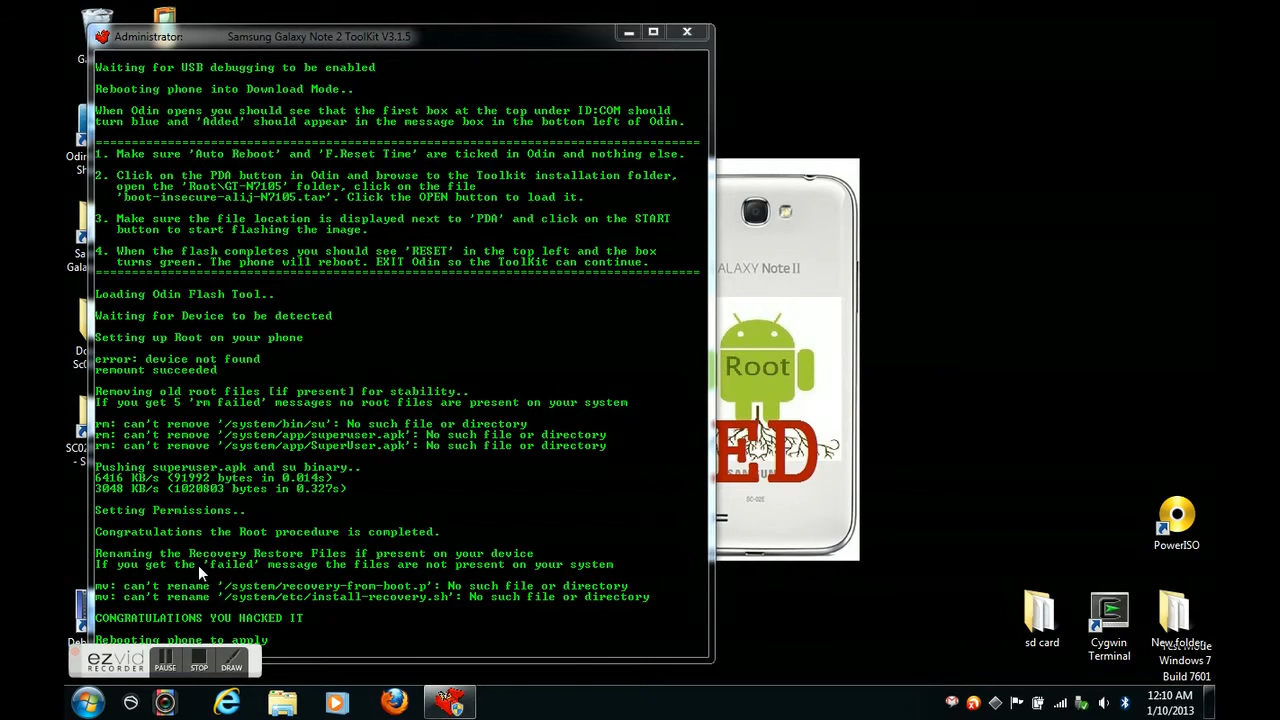 Administrator: Samsung Galaxy Note 2 ToolKit V3.1.5
Waiting for USB debugging to be enabled
Rebooting phone into Download Mode..
When Odin opens you should see that the first box at the top under ID:COM should
turn blue and 'Added' should appear in the message box in the bottom left of Odin.
================================================================================
1. Make sure 'Auto Reboot' and 'F.Reset Time' are ticked in Odin and nothing else.
2. Click on the PDA button in Odin and browse to the Toolkit installation folder,
open the 'Root\GT-N7105' folder, click on the file
'boot-insecure-alij-N7105.tar'. Click the OPEN button to load it.
3. Make sure the file location is displayed next to 'PDA' and click on the START
button to start flashing the image.
4. When the flash completes you should see 'RESET' in the top left and the box
turns green. The phone will reboot. EXIT Odin so the ToolKit can continue.
================================================================================
Loading Odin Flash Tool..
Waiting for Device to be detected
Setting up Root on your phone
error: device not found
remount succeeded
Removing old root files [if present] for stability..
If you get 5 'rm failed' messages no root files are present on your system
rm: can't remove '/system/bin/su': No such file or directory
rm: can't remove '/system/app/superuser.apk': No such file or directory
rm: can't remove '/system/app/SuperUser.apk': No such file or directory
Pushing superuser.apk and su binary..
6416 KB/s (91992 bytes in 0.014s)
3048 KB/s (1020803 bytes in 0.327s)
Setting Permissions..
Congratulations the Root procedure is completed.
Renaming the Recovery Restore Files if present on your device
If you get the 'failed' message the files are not present on your system
mv: can't rename '/system/recovery-from-boot.p': No such file or directory
mv: can't rename '/system/etc/install-recovery.sh': No such file or directory
CONGRATULATIONS YOU HACKED IT
Rebooting phone to apply
ezvid
RECORDER
PAUSE
STOP
DRAW
Ga
Odin
Sh
Sa
Gala
Do
Sc0
SC02
- S
Deb
ALAXY Note II
Root
ED
SAMSUNG
SC-02E
PowerISO
sd card
Cygwin
Terminal
New folder
Test Mode
Windows 7
Build 7601
12:10 AM
1/10/2013